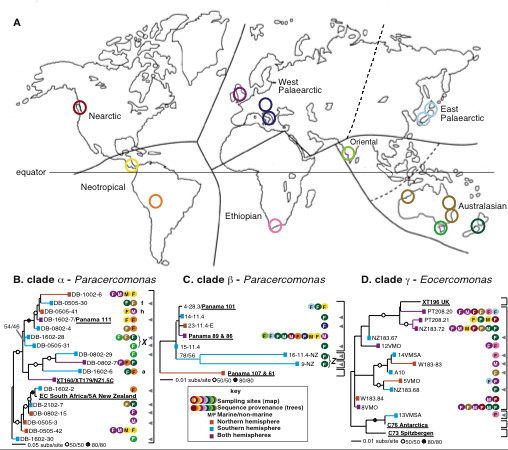 A
West
Palaearctic
East
Palaearctic
Nearctic
Oriental
equator
Neotropical
Ethiopian
Australasian
B. clade α - Paracercomonas
C. clade β - Paracercomonas
D. clade γ - Eocercomonas
DB-1002-6
DB-0505-30
DB-0505-41
DB-1602-7/Panama 111
DB-0802-4
54/46
DB-1602-28
DB-0505-31
DB-0802-29
DB-0802-7
DB-1602-6
XT160/XT179/NZ1.5C
DB-1602-2
EC South Africa/SA New Zealand
DB-2102-7
DB-0802-15
DB-0505-3
DB-0505-42
DB-1602-30
0.05 subs/site 50/50 80/80
f
h
X
a
4-28.3/Panama 101
14-11.4
23-11.4-E
Panama 89 & 86
15-11.4
78/56
16-11.4-NZ
9-NZ
Panama 107 & 61
0.01 subs/site 50/50 80/80
key
Sampling sites (map)
Sequence provenance (trees)
M/F Marine/non-marine
Northern hemisphere
Southern hemisphere
Both hemispheres
XT196 UK
PT208.20
PT208.21
NZ183.72
NZ183.67
12VMO
14VMSA
W183-83
A10
5VMO
NZ183.68
W183.84
8VMO
13VMSA
C76 Antarctica
C73 Spitzbergen
0.01 subs/site 50/50 80/80